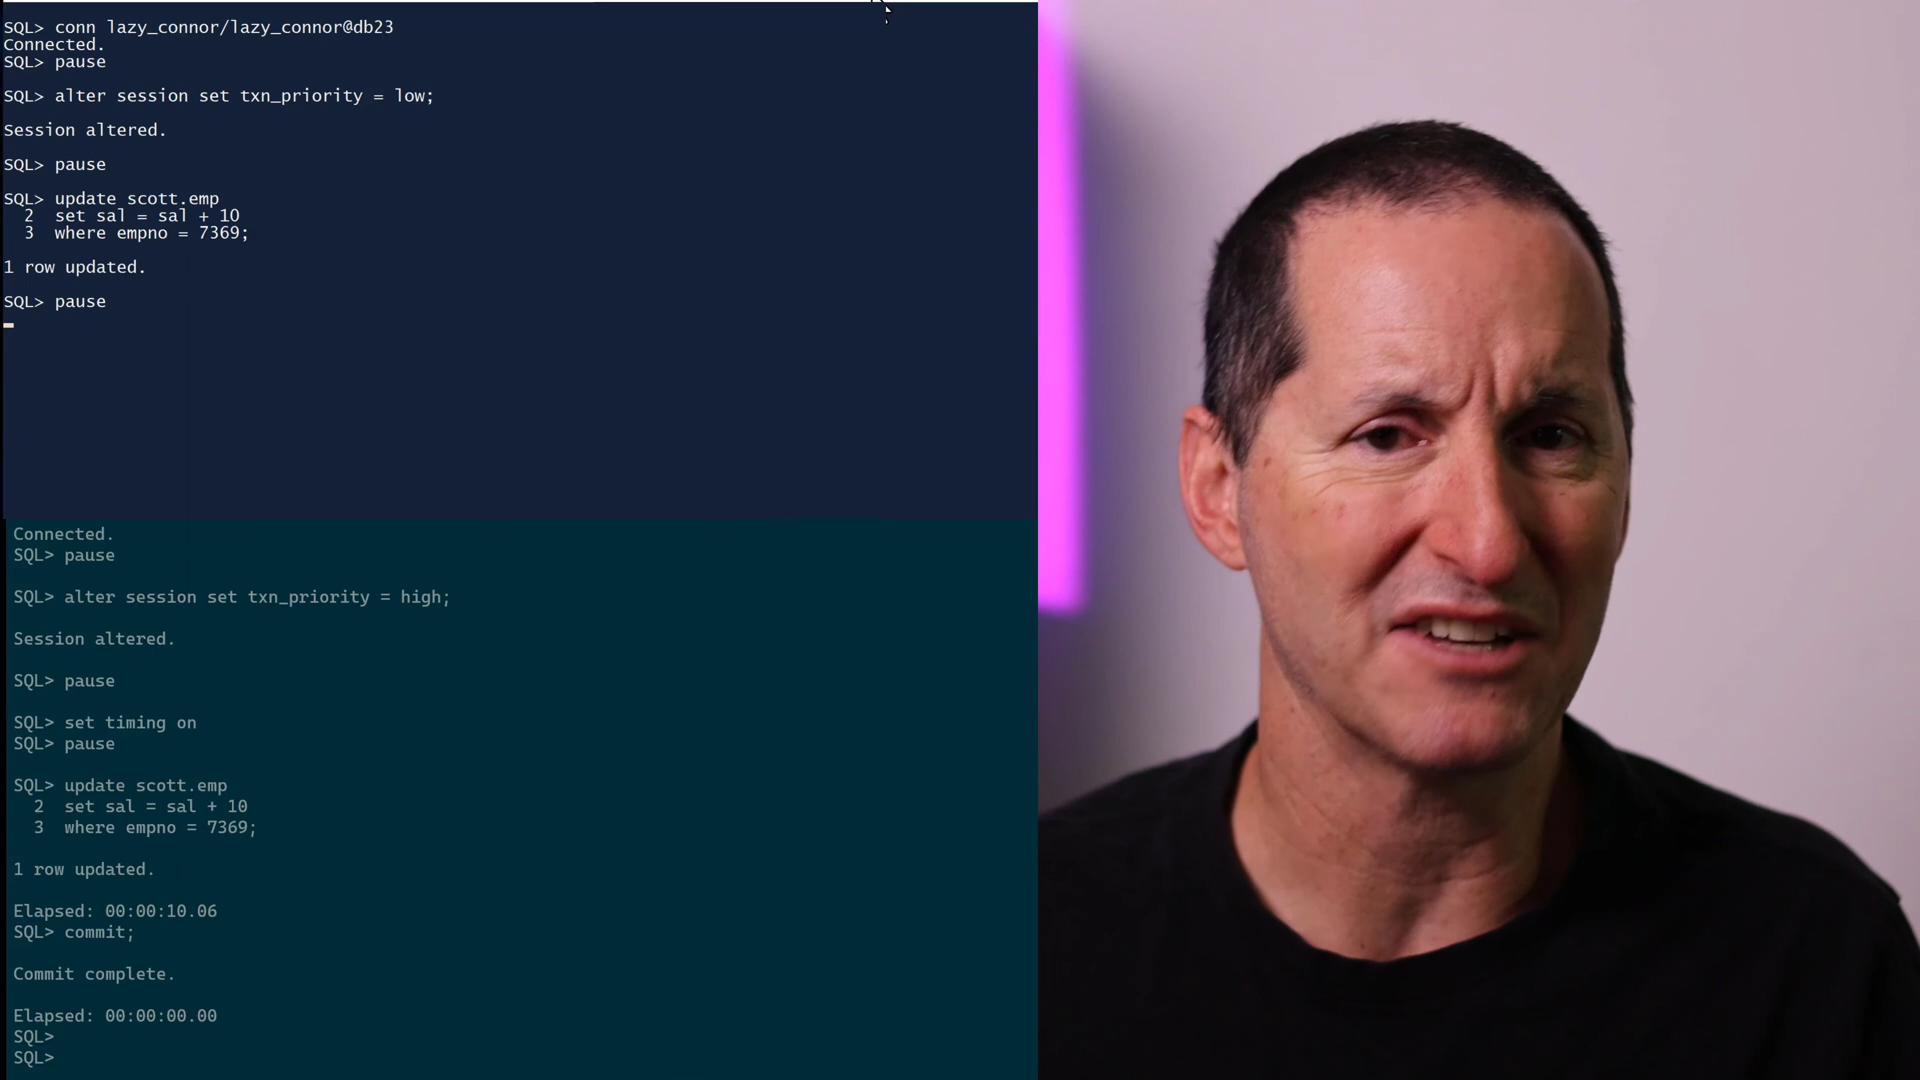 SQL> conn lazy_connor/lazy_connor@db23
Connected.
SQL> pause
SQL> alter session set txn_priority = low;
Session altered.
SQL> pause
SQL> update scott.emp
2 set sal = sal + 10
3 where empno = 7369;
1 row updated.
SQL> pause
Connected.
SQL> pause
SQL> alter session set txn_priority = high;
Session altered.
SQL> pause
SQL> set timing on
SQL> pause
SQL> update scott.emp
2 set sal = sal + 10
3 where empno = 7369;
1 row updated.
Elapsed: 00:00:10.06
SQL> commit;
Commit complete.
Elapsed: 00:00:00.00
SQL>
SQL>